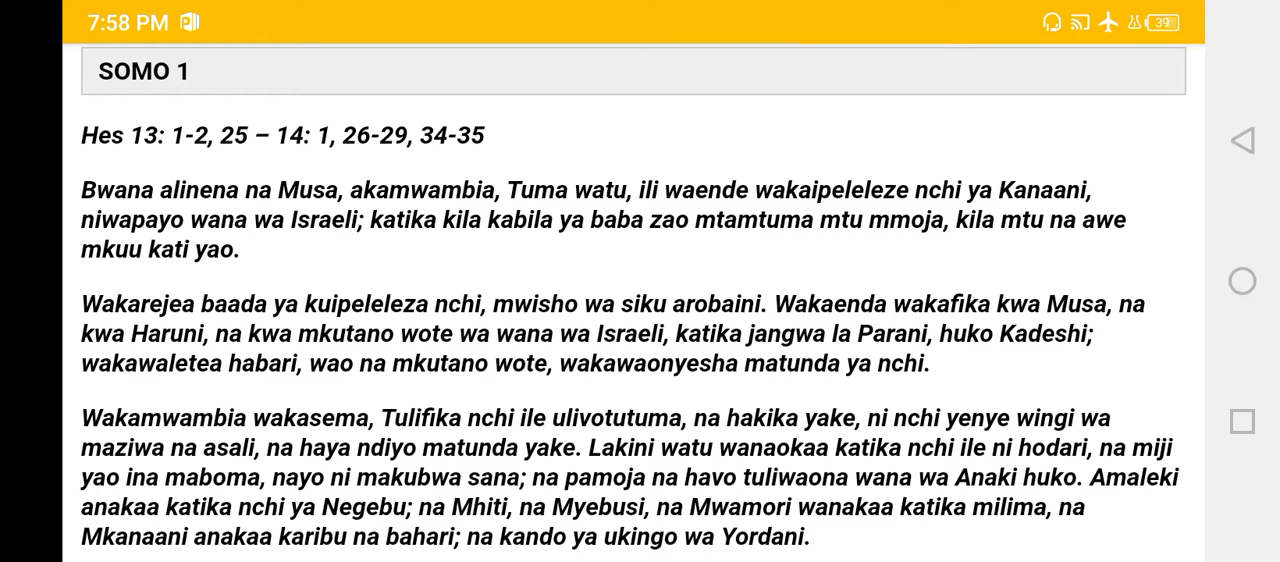 7:58 PM
39
SOMO 1
Hes 13: 1-2, 25 – 14: 1, 26-29, 34-35
Bwana alinena na Musa, akamwambia, Tuma watu, ili waende wakaipeleleze nchi ya Kanaani,
niwapayo wana wa Israeli; katika kila kabila ya baba zao mtamtuma mtu mmoja, kila mtu na awe
mkuu kati yao.
Wakarejea baada ya kuipeleleza nchi, mwisho wa siku arobaini. Wakaenda wakafika kwa Musa, na
kwa Haruni, na kwa mkutano wote wa wana wa Israeli, katika jangwa la Parani, huko Kadeshi;
wakawaletea habari, wao na mkutano wote, wakawaonyesha matunda ya nchi.
Wakamwambia wakasema, Tulifika nchi ile ulivotutuma, na hakika yake, ni nchi yenye wingi wa
maziwa na asali, na haya ndiyo matunda yake. Lakini watu wanaokaa katika nchi ile ni hodari, na miji
yao ina maboma, nayo ni makubwa sana; na pamoja na havo tuliwaona wana wa Anaki huko. Amaleki
anakaa katika nchi ya Negebu; na Mhiti, na Myebusi, na Mwamori wanakaa katika milima, na
Mkanaani anakaa karibu na bahari; na kando ya ukingo wa Yordani.